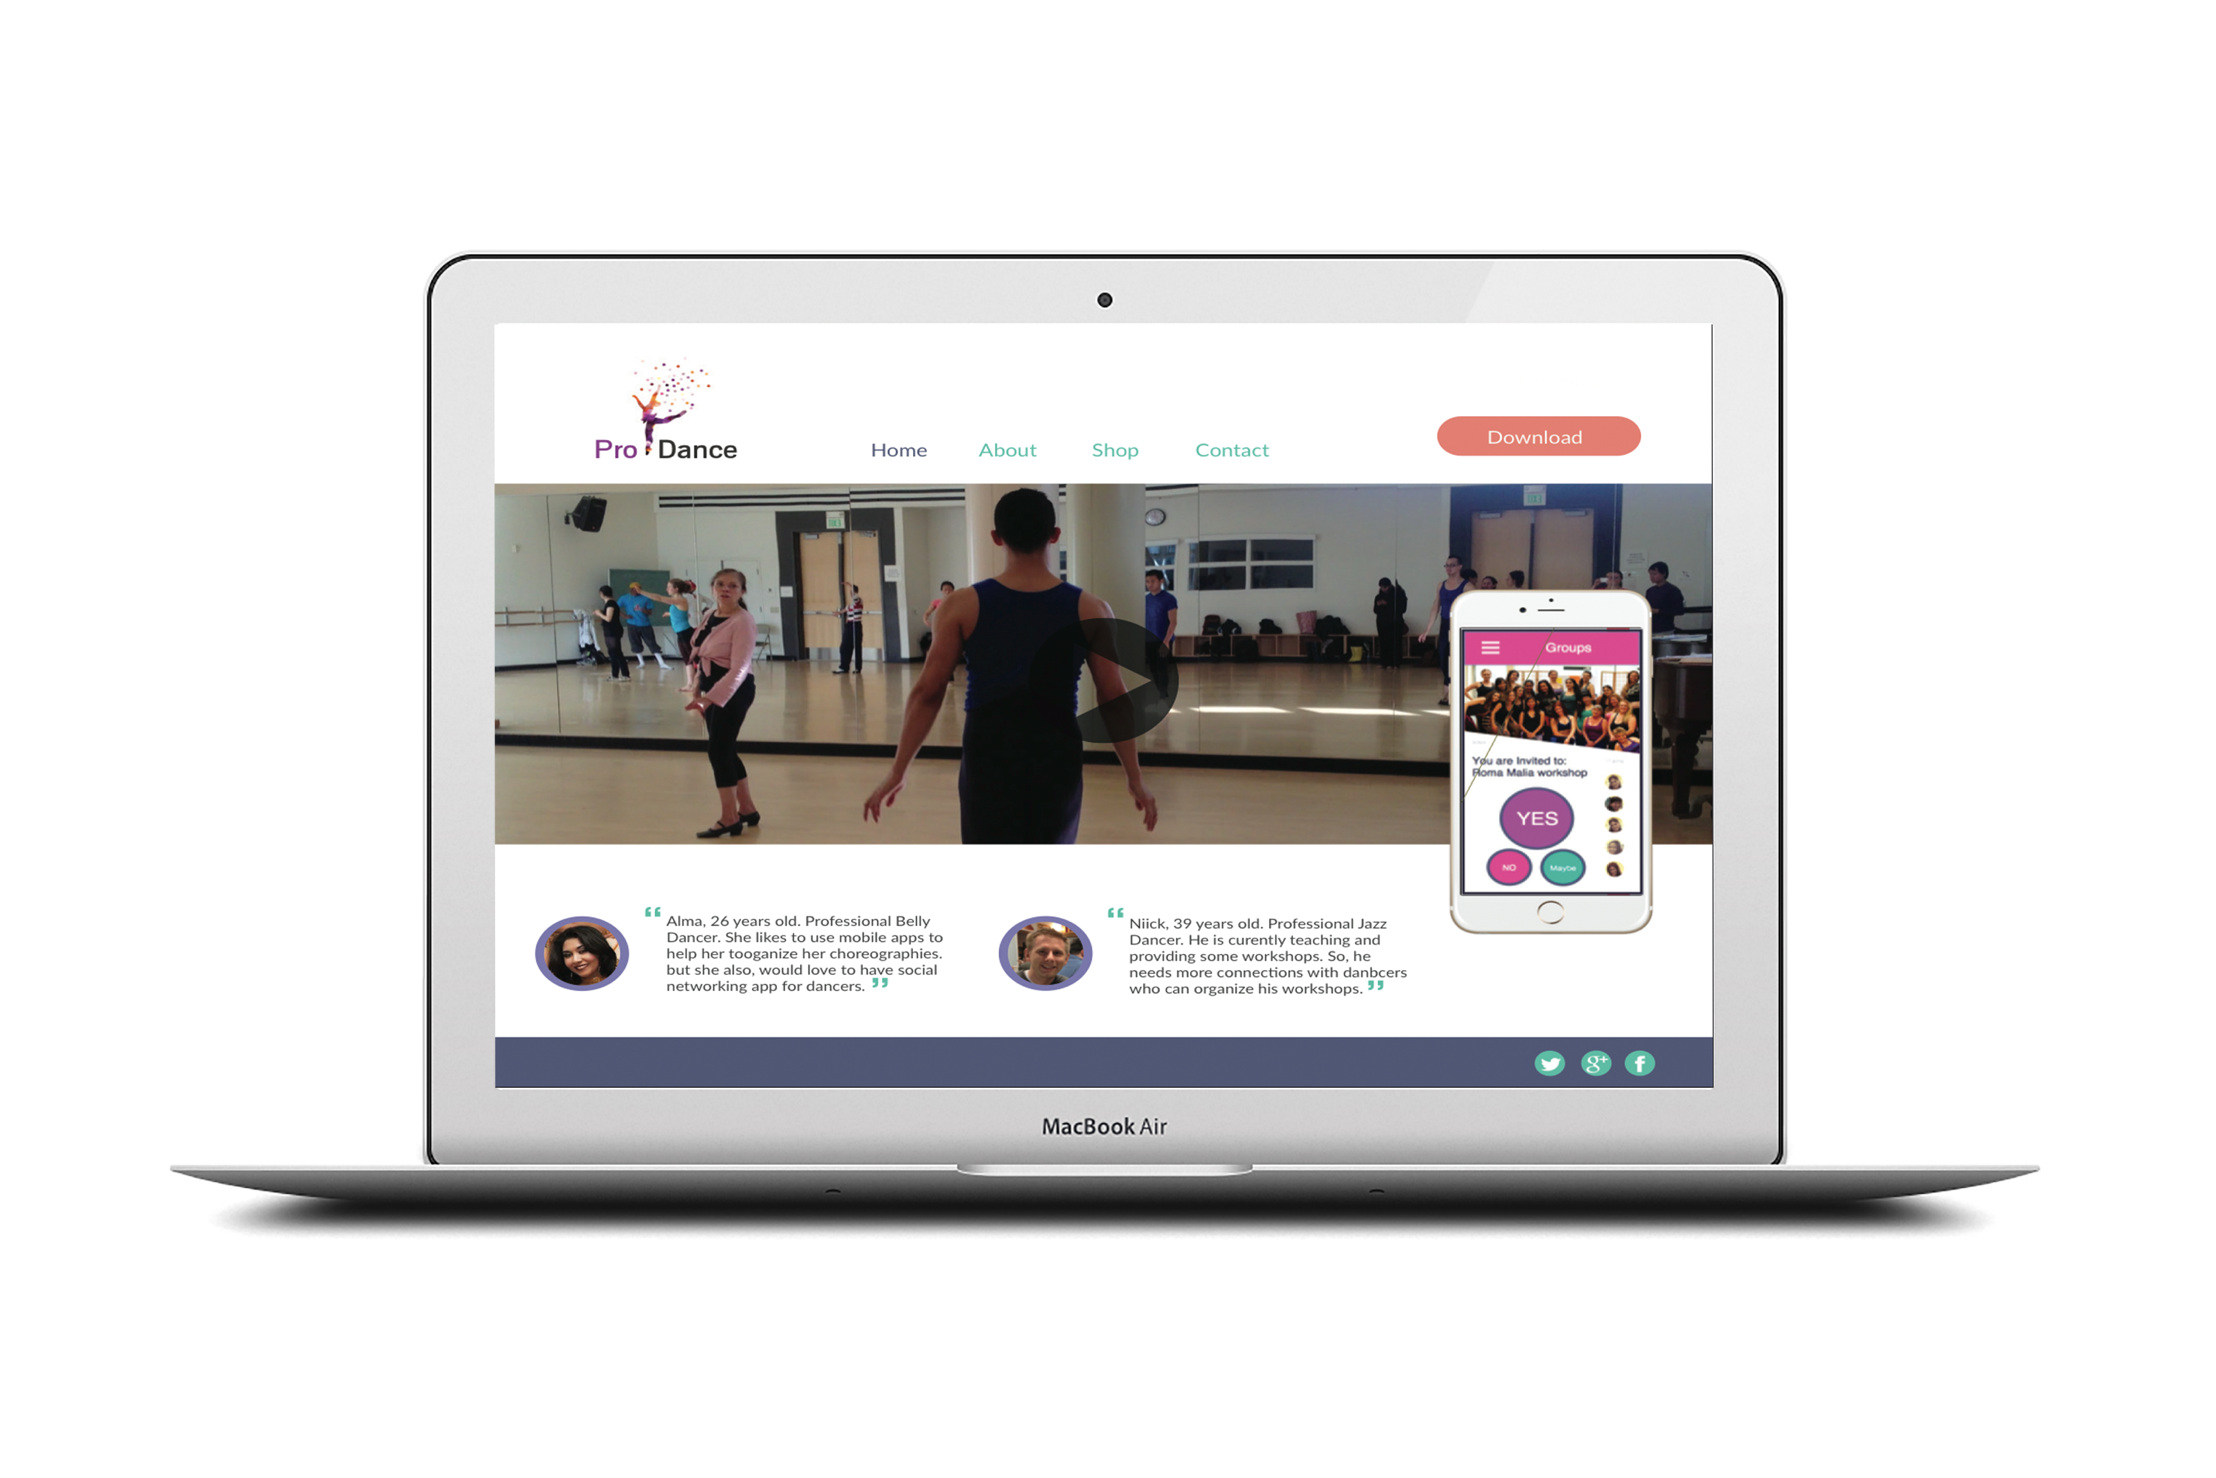 Pro Dance
Home About Shop Contact
Download
Groups
You are Invited to:
Roma Malia workshop
YES
NO Maybe
“ Alma, 26 years old. Professional Belly
Dancer. She likes to use mobile apps to
help her tooganize her choreographies.
but she also, would love to have social
networking app for dancers. ”
“ Niick, 39 years old. Professional Jazz
Dancer. He is curently teaching and
providing some workshops. So, he
needs more connections with danbcers
who can organize his workshops. ”
g+ f
MacBook Air